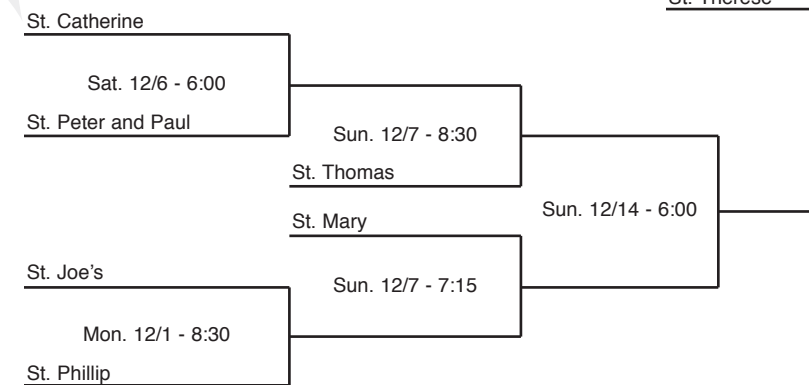 St. Therese
St. Catherine
Sat. 12/6 - 6:00
St. Peter and Paul
Sun. 12/7 - 8:30
St. Thomas
Sun. 12/14 - 6:00
St. Mary
St. Joe's
Sun. 12/7 - 7:15
Mon. 12/1 - 8:30
St. Phillip